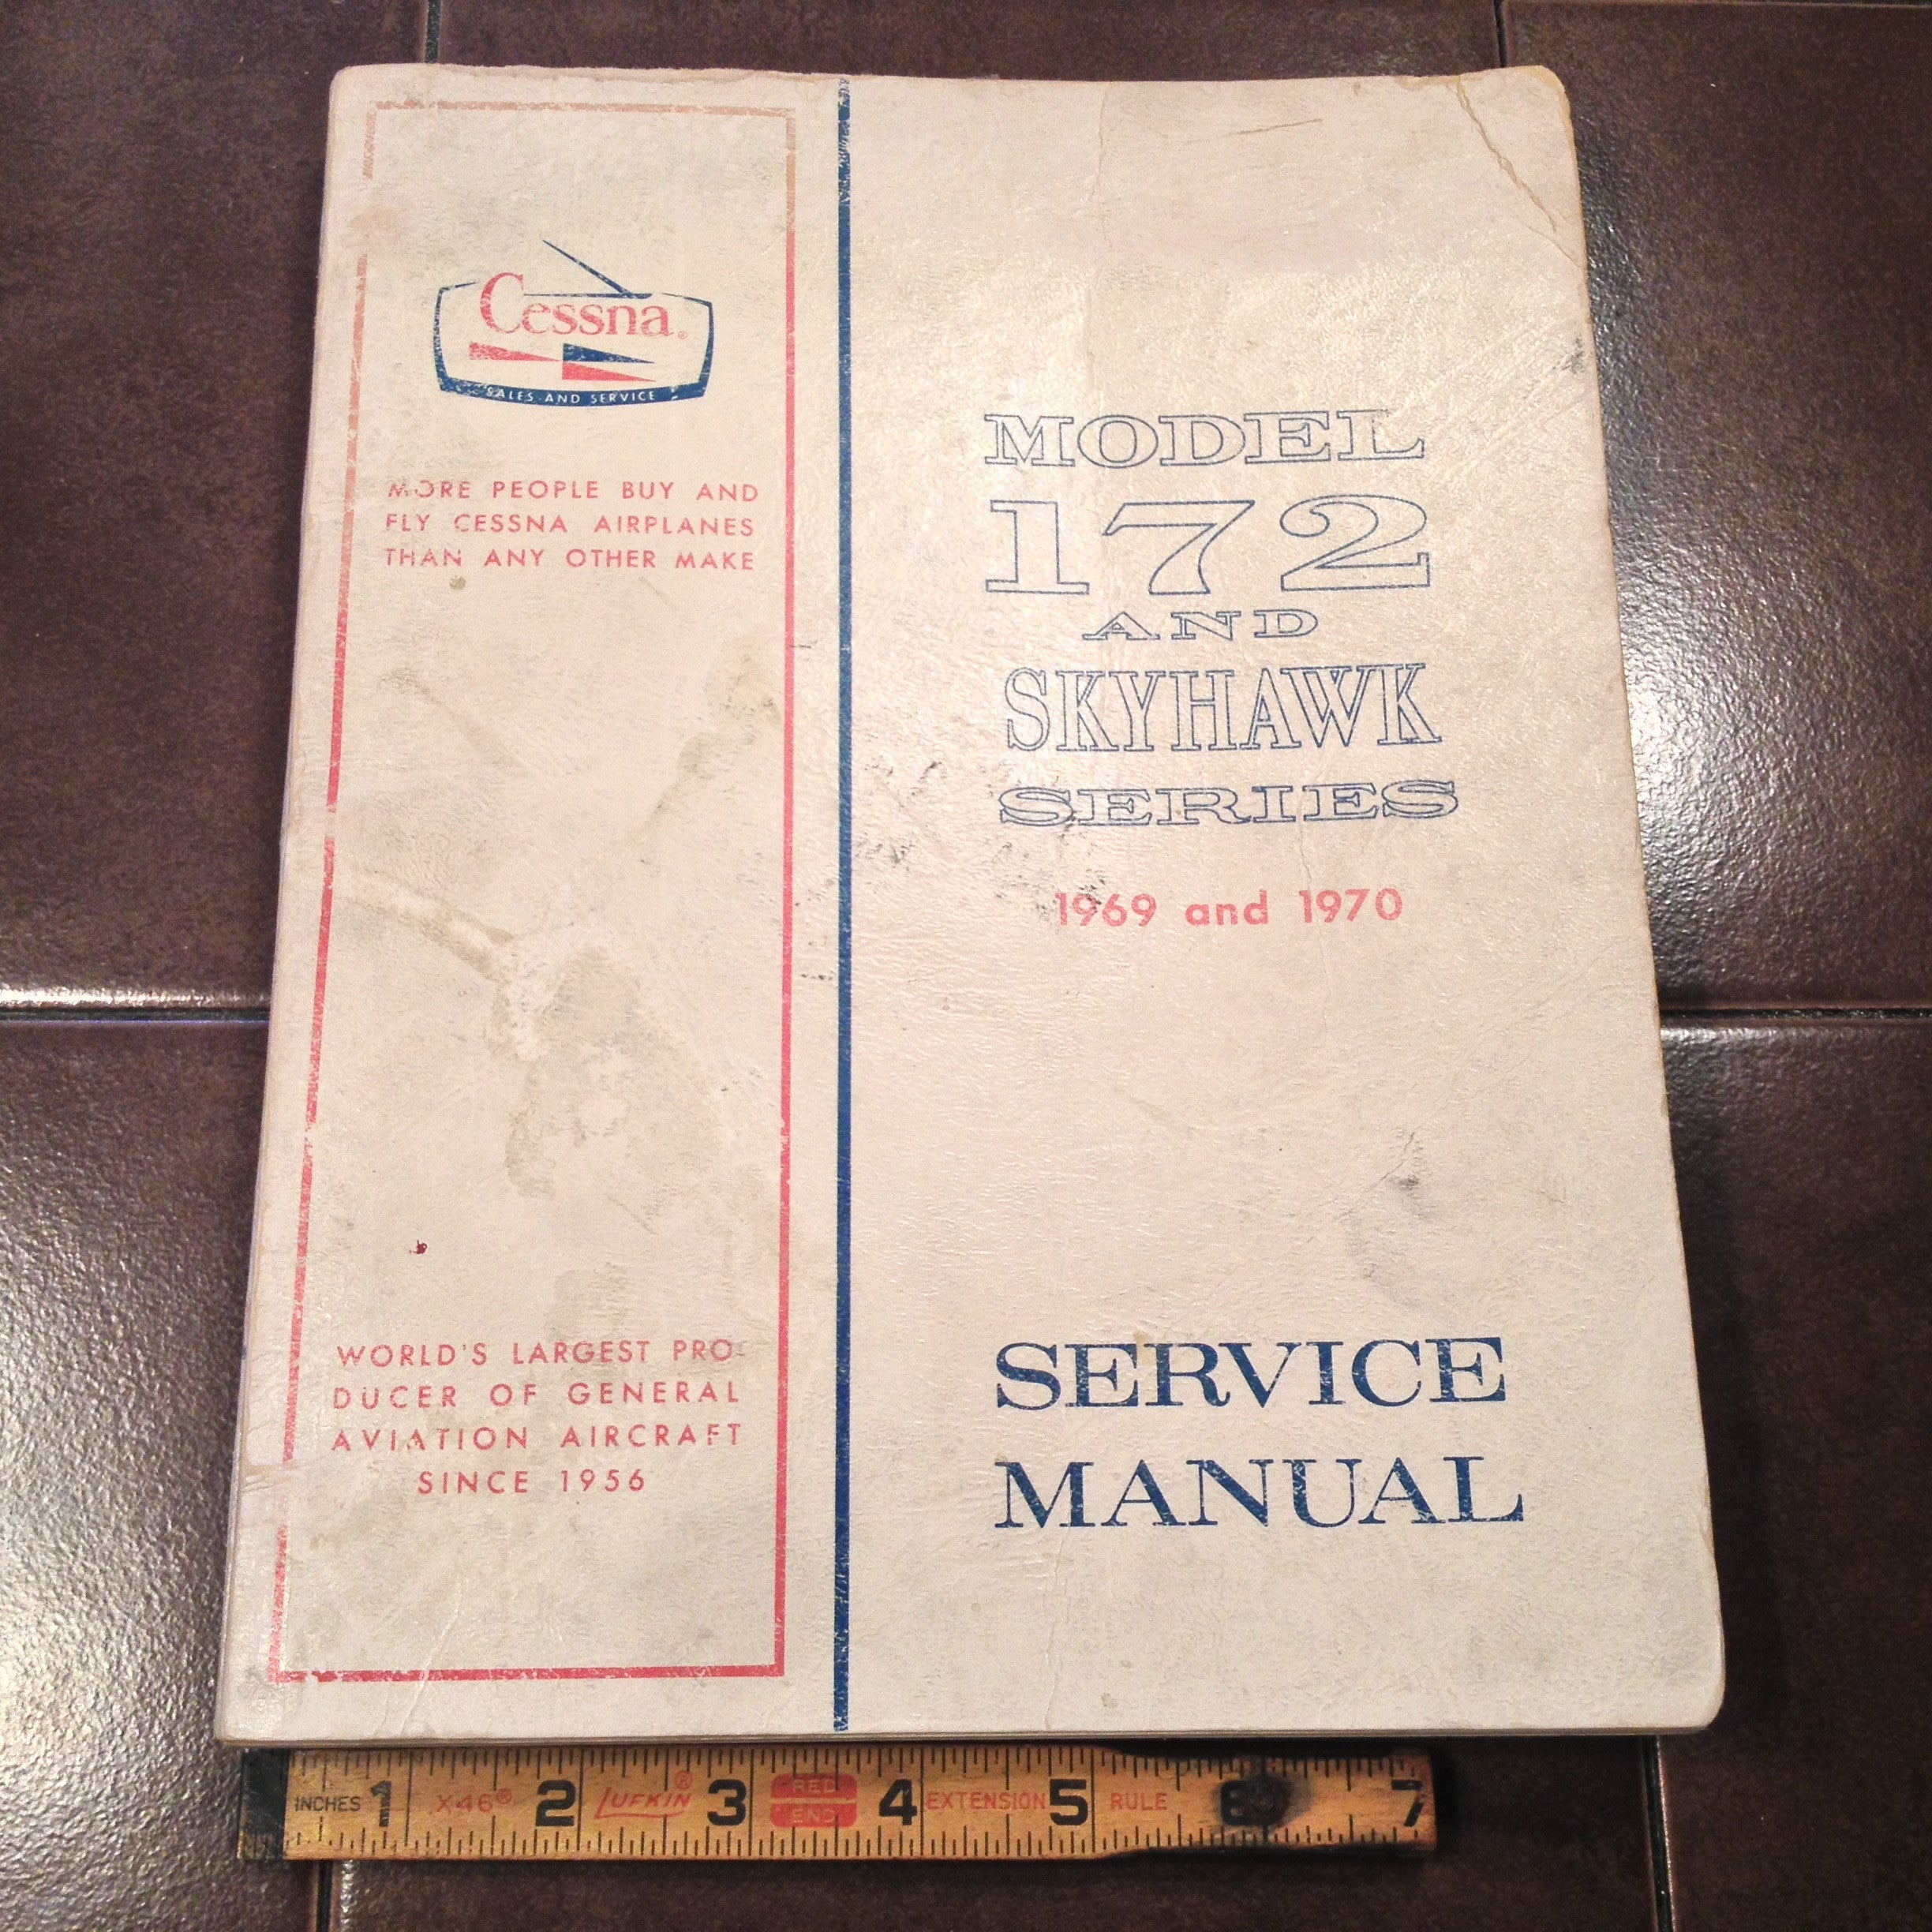 Cessna®
SALES AND SERVICE
MORE PEOPLE BUY AND
FLY CESSNA AIRPLANES
THAN ANY OTHER MAKE
WORLD'S LARGEST PRO-
DUCER OF GENERAL
AVIATION AIRCRAFT
SINCE 1956
MODEL
172
AND
SKYHAWK
SERIES
1969 and 1970
SERVICE
MANUAL
INCHES 1 X46® 2 LUFKIN® 3 RED END 4 EXTENSION 5 RULE 6 7